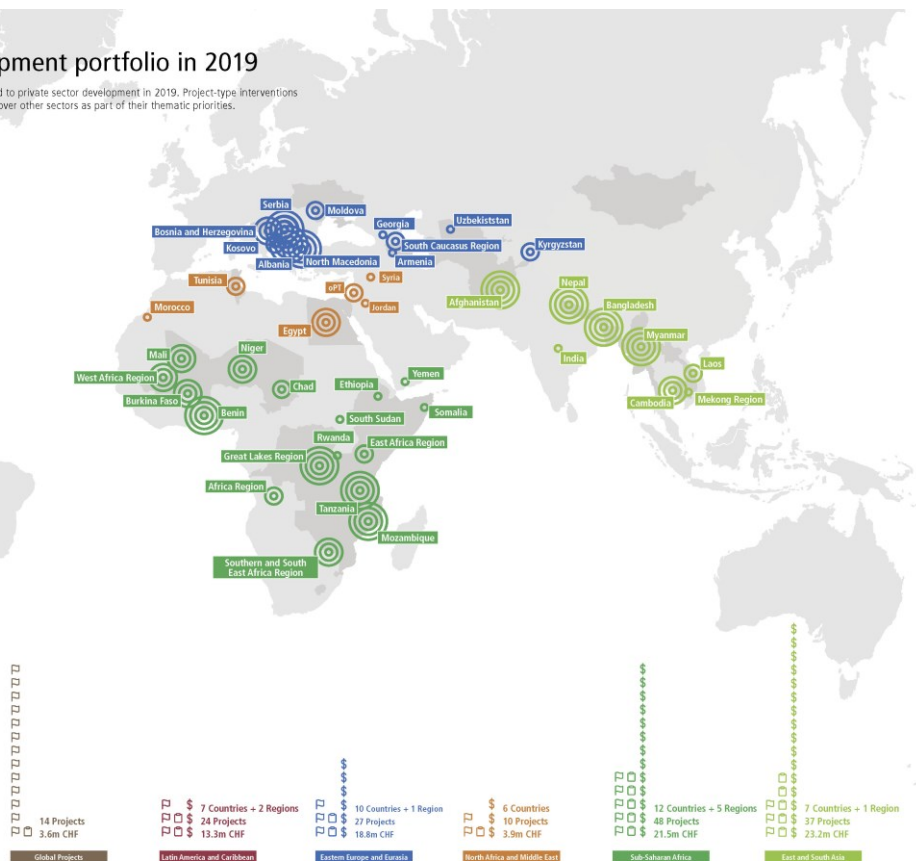 pment portfolio in 2019
d to private sector development in 2019. Project-type interventions
over other sectors as part of their thematic priorities.
Serbia
Moldova
Bosnia and Herzegovina
Georgia
Uzbekiststan
Kosovo
South Caucasus Region
Kyrgyzstan
Albania
North Macedonia
Armenia
Tunisia
Syria
oPT
Jordan
Morocco
Egypt
Afghanistan
Nepal
Bangladesh
Myanmar
India
Laos
Cambodia
Mekong Region
Mali
Niger
West Africa Region
Chad
Ethiopia
Yemen
Burkina Faso
Benin
South Sudan
Somalia
Rwanda
East Africa Region
Great Lakes Region
Africa Region
Tanzania
Mozambique
Southern and South
East Africa Region
14 Projects
3.6m CHF
Global Projects
7 Countries + 2 Regions
24 Projects
13.3m CHF
Latin America and Caribbean
10 Countries + 1 Region
27 Projects
18.8m CHF
Eastern Europe and Eurasia
6 Countries
10 Projects
3.9m CHF
North Africa and Middle East
12 Countries + 5 Regions
48 Projects
21.5m CHF
Sub-Saharan Africa
7 Countries + 1 Region
37 Projects
23.2m CHF
East and South Asia